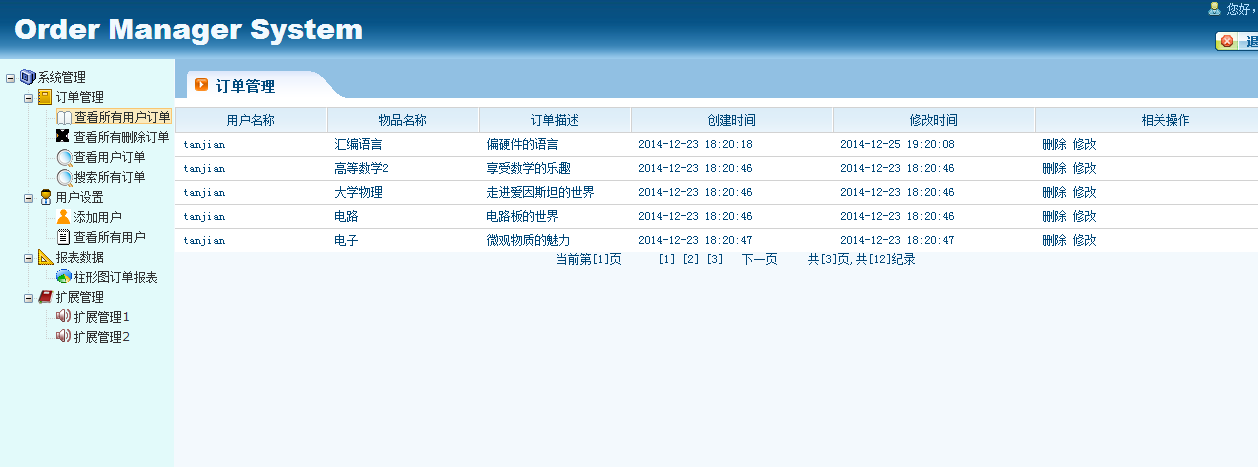 Order Manager System
您好，
退
系统管理
订单管理
查看所有用户订单
查看所有删除订单
查看用户订单
搜索所有订单
用户设置
添加用户
查看所有用户
报表数据
柱形图订单报表
扩展管理
扩展管理1
扩展管理2
订单管理
用户名称 物品名称 订单描述 创建时间 修改时间 相关操作
tanjian 汇编语言 偏硬件的语言 2014-12-23 18:20:18 2014-12-25 19:20:08 删除 修改
tanjian 高等数学2 享受数学的乐趣 2014-12-23 18:20:46 2014-12-23 18:20:46 删除 修改
tanjian 大学物理 走进爱因斯坦的世界 2014-12-23 18:20:46 2014-12-23 18:20:46 删除 修改
tanjian 电路 电路板的世界 2014-12-23 18:20:46 2014-12-23 18:20:46 删除 修改
tanjian 电子 微观物质的魅力 2014-12-23 18:20:47 2014-12-23 18:20:47 删除 修改
当前第[1]页 [1] [2] [3] 下一页 共[3]页,共[12]纪录